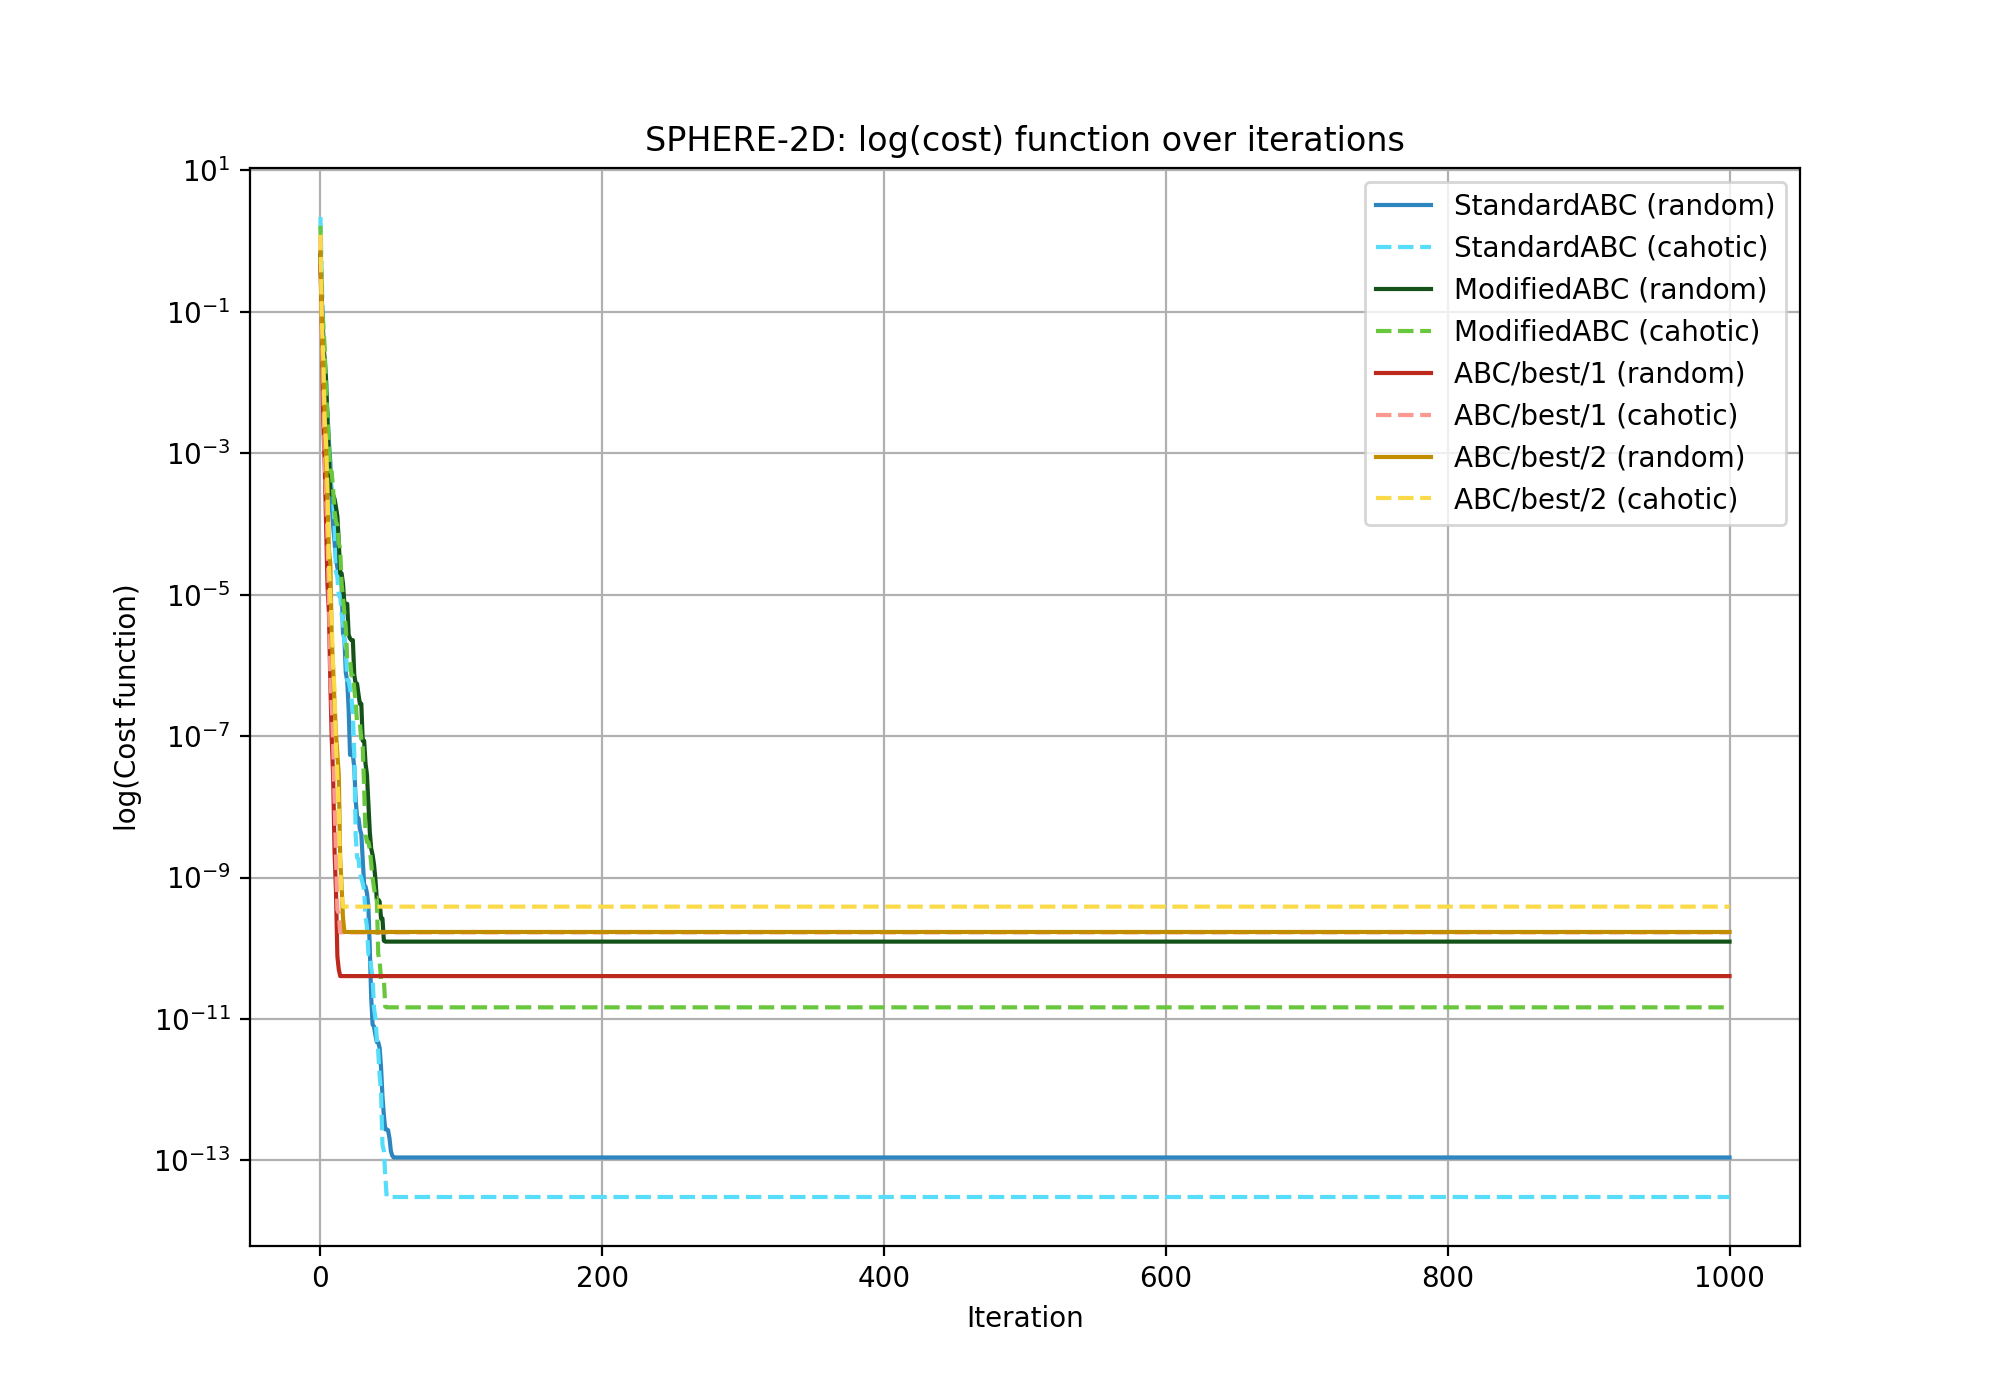 SPHERE-2D: log(cost) function over iterations
10¹
10⁻¹
10⁻³
10⁻⁵
10⁻⁷
10⁻⁹
10⁻¹¹
10⁻¹³
log(Cost function)
StandardABC (random)
StandardABC (cahotic)
ModifiedABC (random)
ModifiedABC (cahotic)
ABC/best/1 (random)
ABC/best/1 (cahotic)
ABC/best/2 (random)
ABC/best/2 (cahotic)
0 200 400 600 800 1000
Iteration